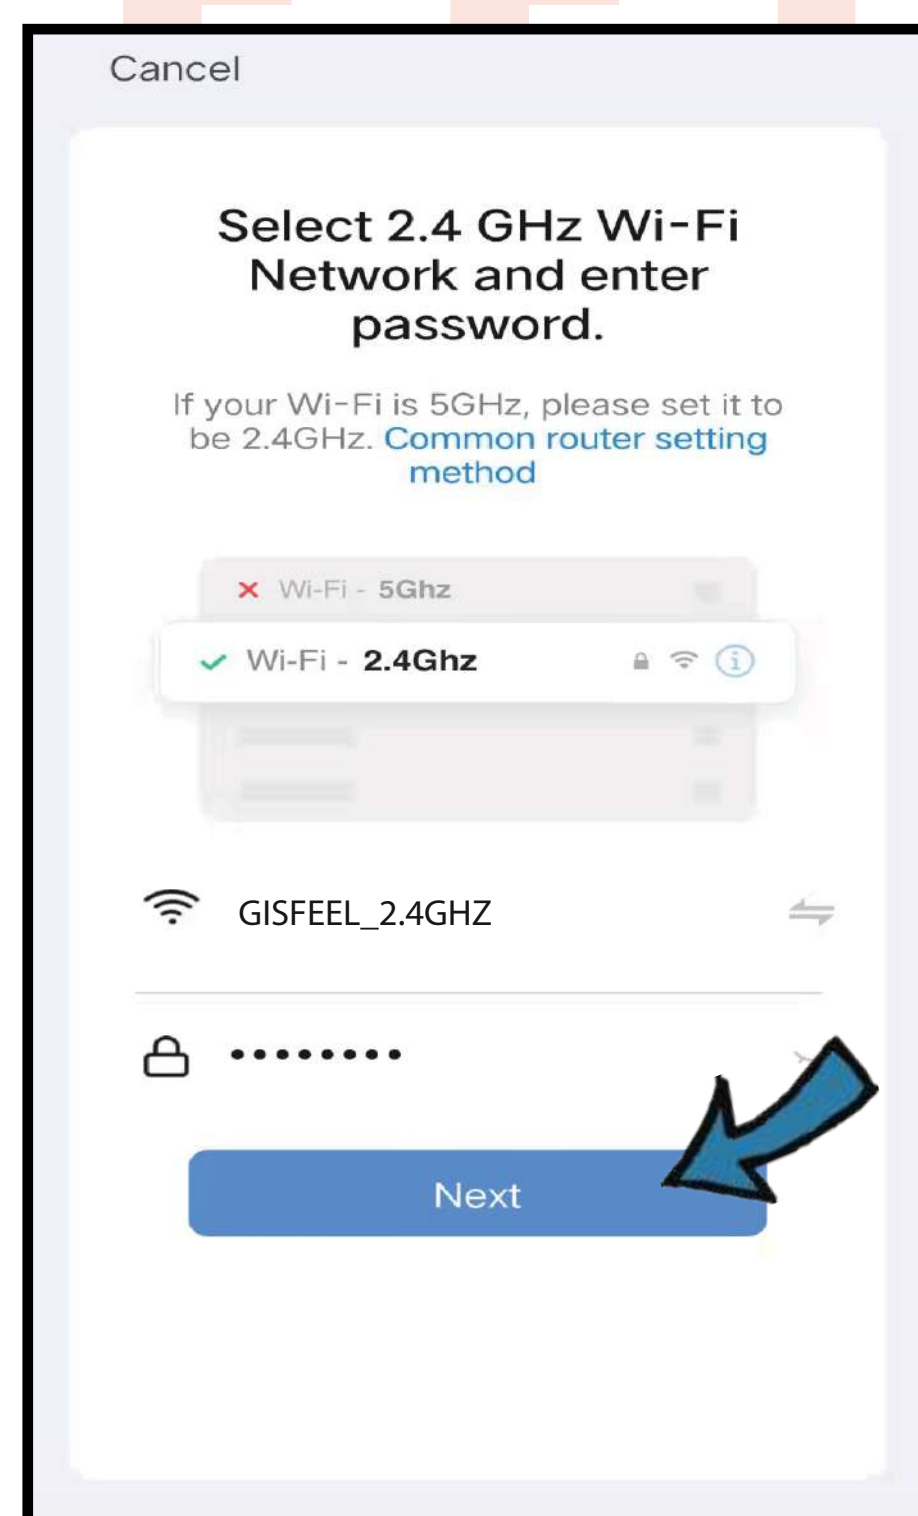 Cancel
Select 2.4 GHz Wi-Fi
Network and enter
password.
If your Wi-Fi is 5GHz, please set it to
be 2.4GHz. Common router setting
method
Wi-Fi - 5Ghz
Wi-Fi - 2.4Ghz
GISFEEL_2.4GHZ
••••••••
Next